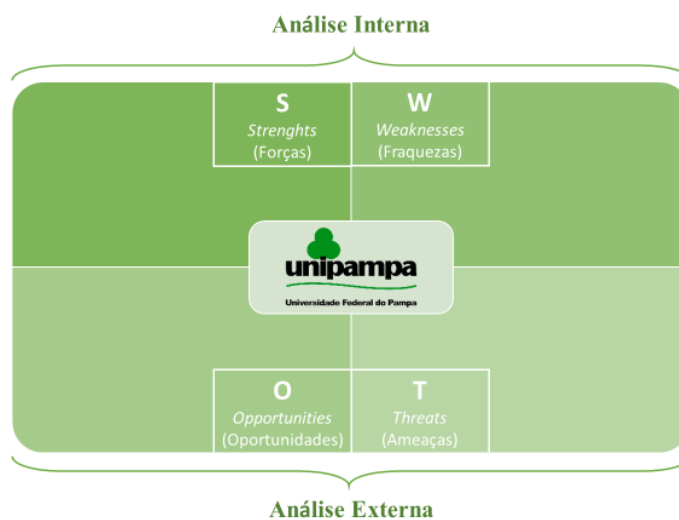 Análise Interna
S
Strenghts
(Forças)
W
Weaknesses
(Fraquezas)
unipampa
Universidade Federal do Pampa
O
Opportunities
(Oportunidades)
T
Threats
(Ameaças)
Análise Externa